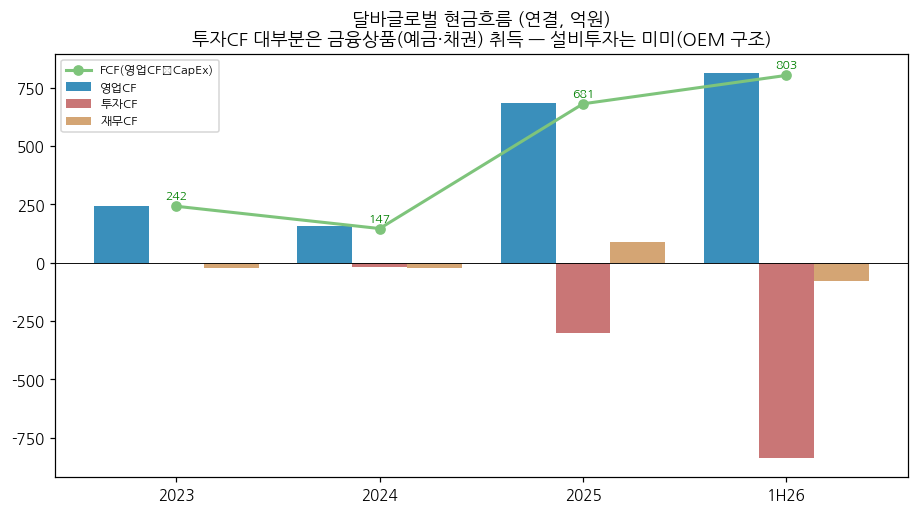 달바글로벌 현금흐름 (연결, 억원)
투자CF 대부분은 금융상품(예금·채권) 취득 — 설비투자는 미미(OEM 구조)
FCF(영업CF□CapEx)
영업CF
투자CF
재무CF
750
500
250
0
-250
-500
-750
242
147
681
803
2023
2024
2025
1H26